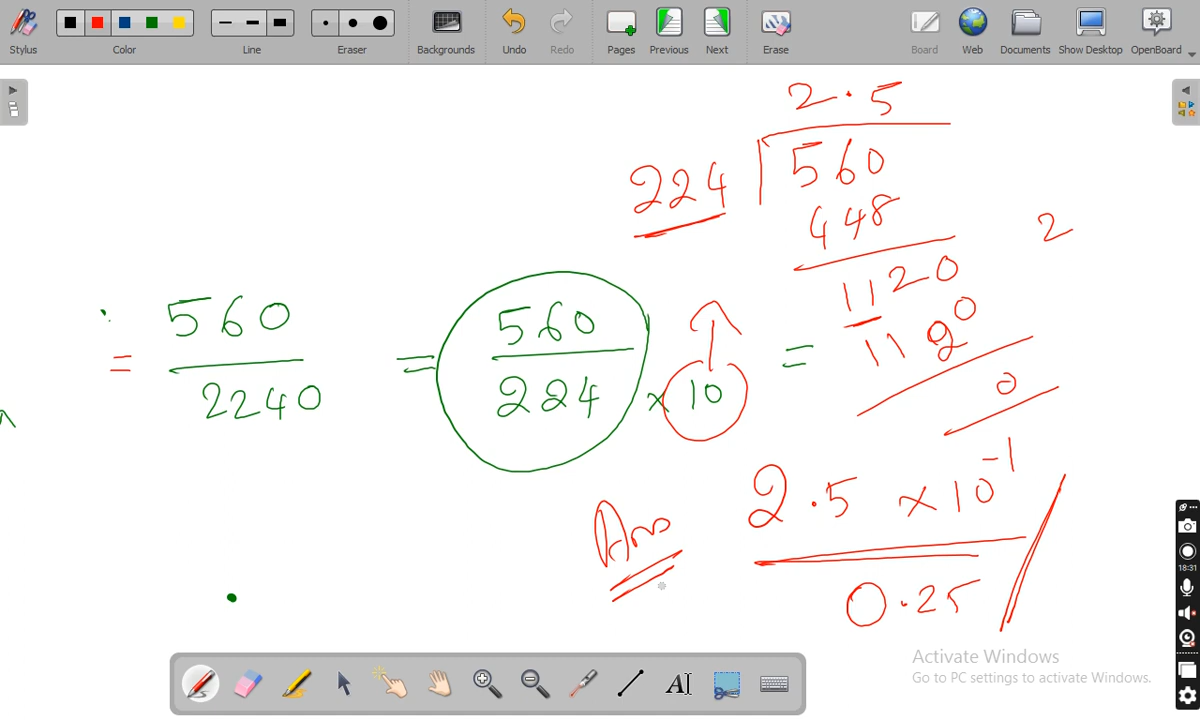 Stylus
Color
Line
Eraser
Backgrounds
Undo
Redo
Pages
Previous
Next
Erase
Board
Web
Documents
Show Desktop
OpenBoard
2.5
224 560
448
2
1120
1120
0
= 560 / 2240 = 560 / 224 × 10 =
Ans 2.5 × 10^-1
0.25
AI
18:31
Activate Windows
Go to PC settings to activate Windows.